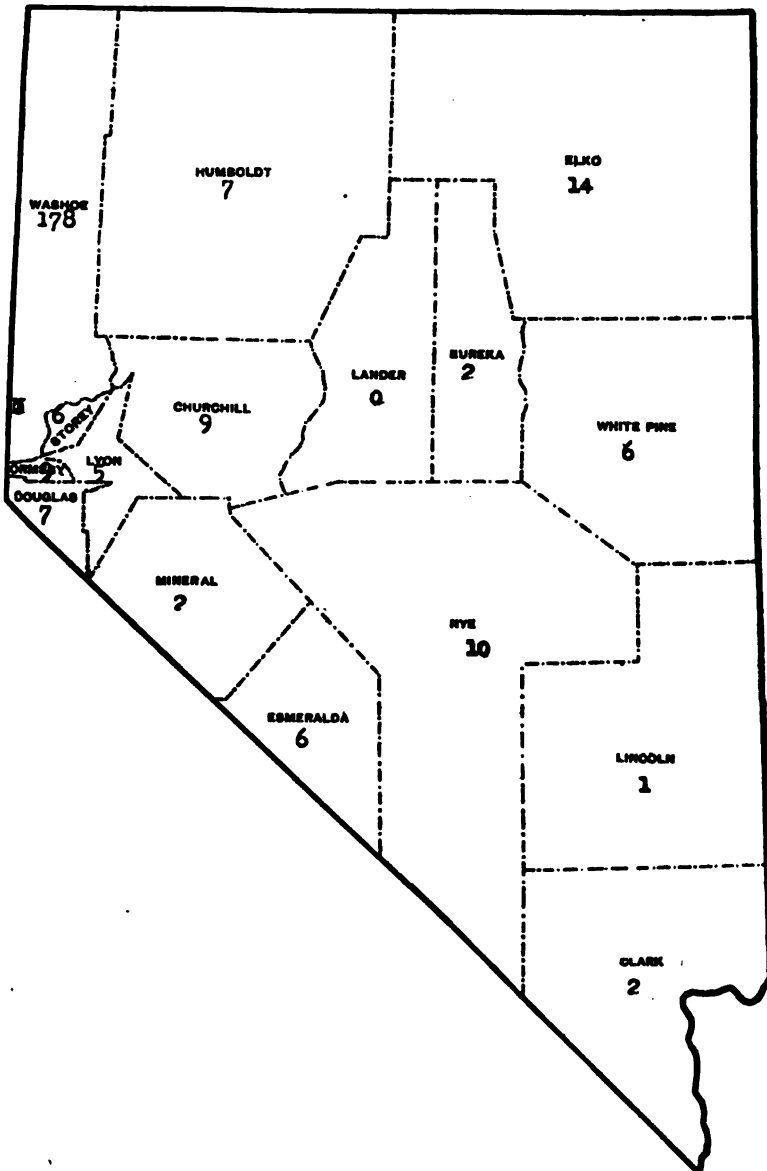 HUMBOLDT
7
ELKO
14
WASHOE
178
EUREKA
2
LANDER
0
CHURCHILL
9
6
STOREY
WHITE PINE
6
LYON
5
ORMSBY
DOUGLAS
7
MINERAL
2
NYE
10
ESMERALDA
6
LINCOLN
1
CLARK
2